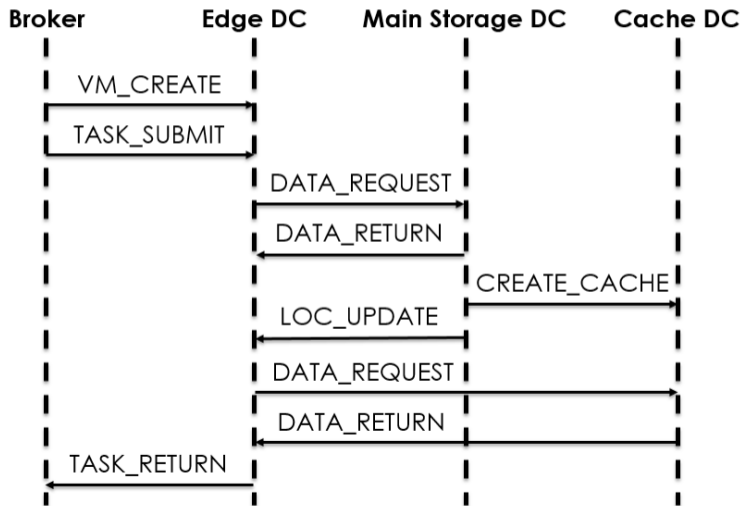 Broker Edge DC Main Storage DC Cache DC
VM_CREATE
TASK_SUBMIT
DATA_REQUEST
DATA_RETURN
CREATE_CACHE
LOC_UPDATE
DATA_REQUEST
DATA_RETURN
TASK_RETURN